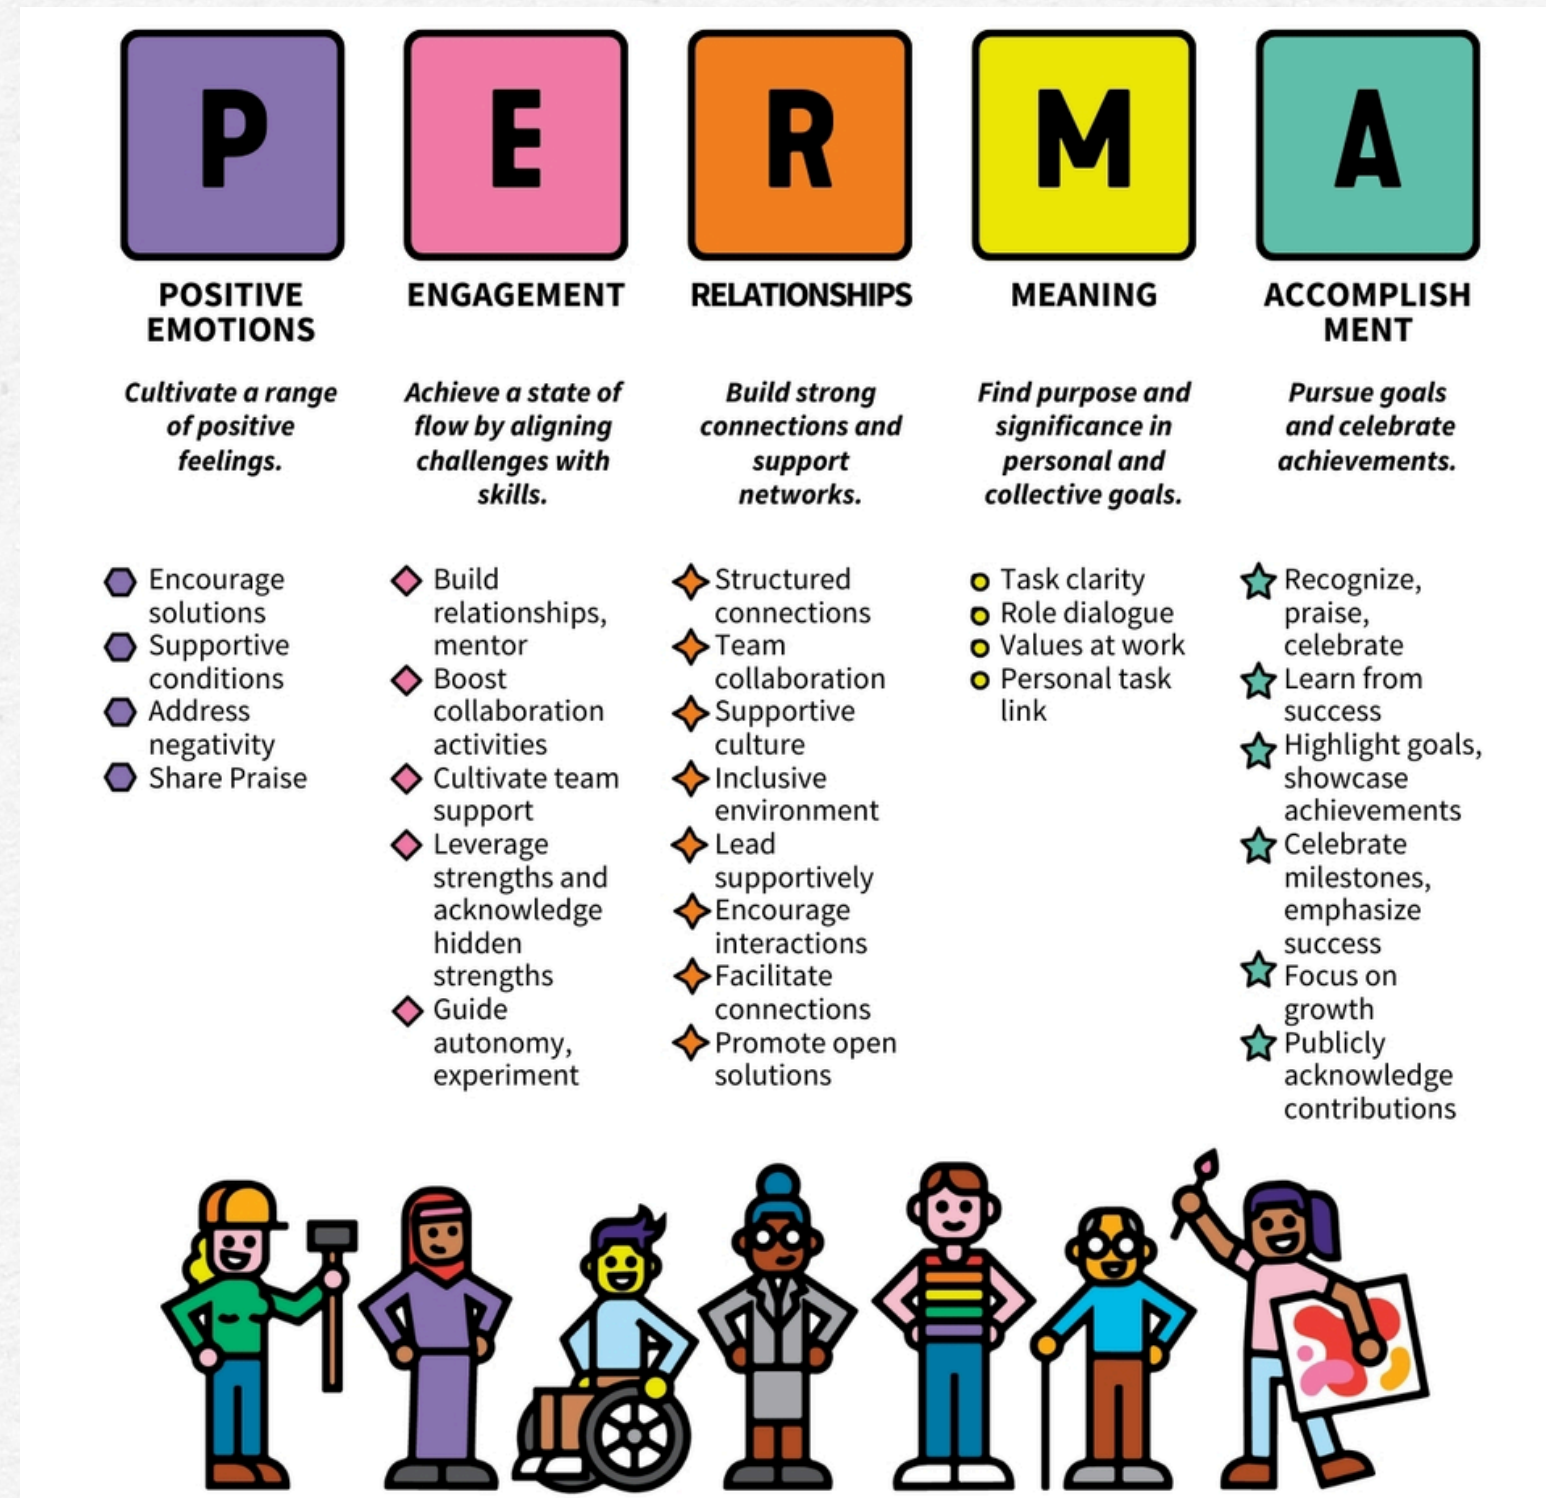 P
E
R
M
A
POSITIVE
EMOTIONS
Cultivate a range
of positive
feelings.
Encourage
solutions
Supportive
conditions
Address
negativity
Share Praise
ENGAGEMENT
Achieve a state of
flow by aligning
challenges with
skills.
Build
relationships,
mentor
Boost
collaboration
activities
Cultivate team
support
Leverage
strengths and
acknowledge
hidden
strengths
Guide
autonomy,
experiment
RELATIONSHIPS
Build strong
connections and
support
networks.
Structured
connections
Team
collaboration
Supportive
culture
Inclusive
environment
Lead
supportively
Encourage
interactions
Facilitate
connections
Promote open
solutions
MEANING
Find purpose and
significance in
personal and
collective goals.
Task clarity
Role dialogue
Values at work
Personal task
link
ACCOMPLISH
MENT
Pursue goals
and celebrate
achievements.
Recognize,
praise,
celebrate
Learn from
success
Highlight goals,
showcase
achievements
Celebrate
milestones,
emphasize
success
Focus on
growth
Publicly
acknowledge
contributions